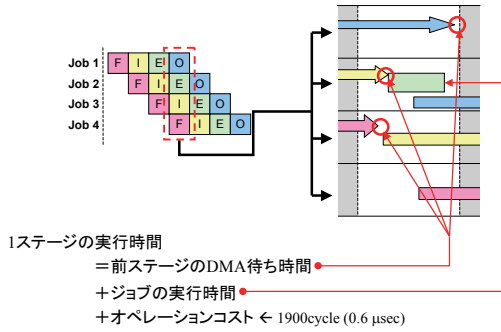 Job 1 F I E O
Job 2 F I E O
Job 3 F I E O
Job 4 F I E O
1ステージの実行時間
＝前ステージのDMA待ち時間
＋ジョブの実行時間
＋オペレーションコスト ← 1900cycle (0.6 μsec)